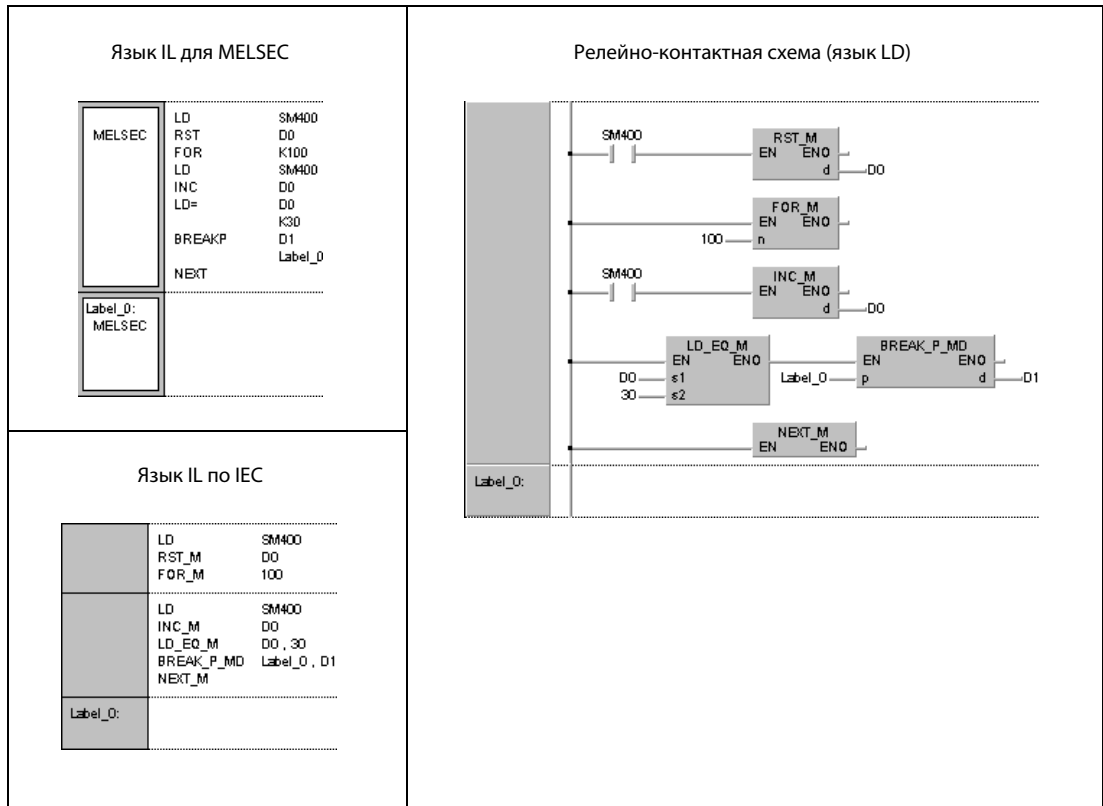 Язык IL для MELSEC
MELSEC
LD SM400
RST D0
FOR K100
LD SM400
INC D0
LD= D0
K30
BREAKP D1
Label_0
NEXT
Label_0:
MELSEC
Язык IL по IEC
LD SM400
RST_M D0
FOR_M 100
LD SM400
INC_M D0
LD_EQ_M D0 , 30
BREAK_P_MD Label_0 , D1
NEXT_M
Label_0:
Релейно-контактная схема (язык LD)
SM400
RST_M
EN ENO
d D0
FOR_M
EN ENO
100 n
SM400
INC_M
EN ENO
d D0
LD_EQ_M
EN ENO
D0 s1
30 s2
BREAK_P_MD
EN ENO
Label_0 p d D1
NEXT_M
EN ENO
Label_0: